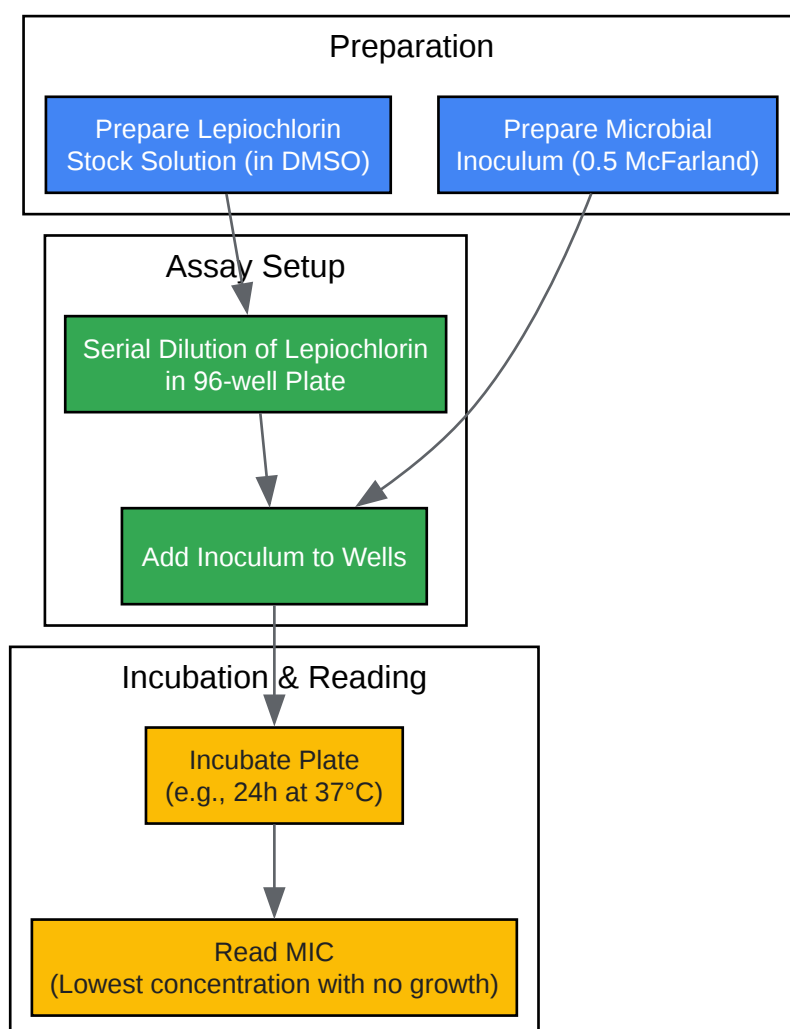 Preparation
Prepare Lepiochlorin
Stock Solution (in DMSO)
Prepare Microbial
Inoculum (0.5 McFarland)
Assay Setup
Serial Dilution of Lepiochlorin
in 96-well Plate
Add Inoculum to Wells
Incubation & Reading
Incubate Plate
(e.g., 24h at 37°C)
Read MIC
(Lowest concentration with no growth)